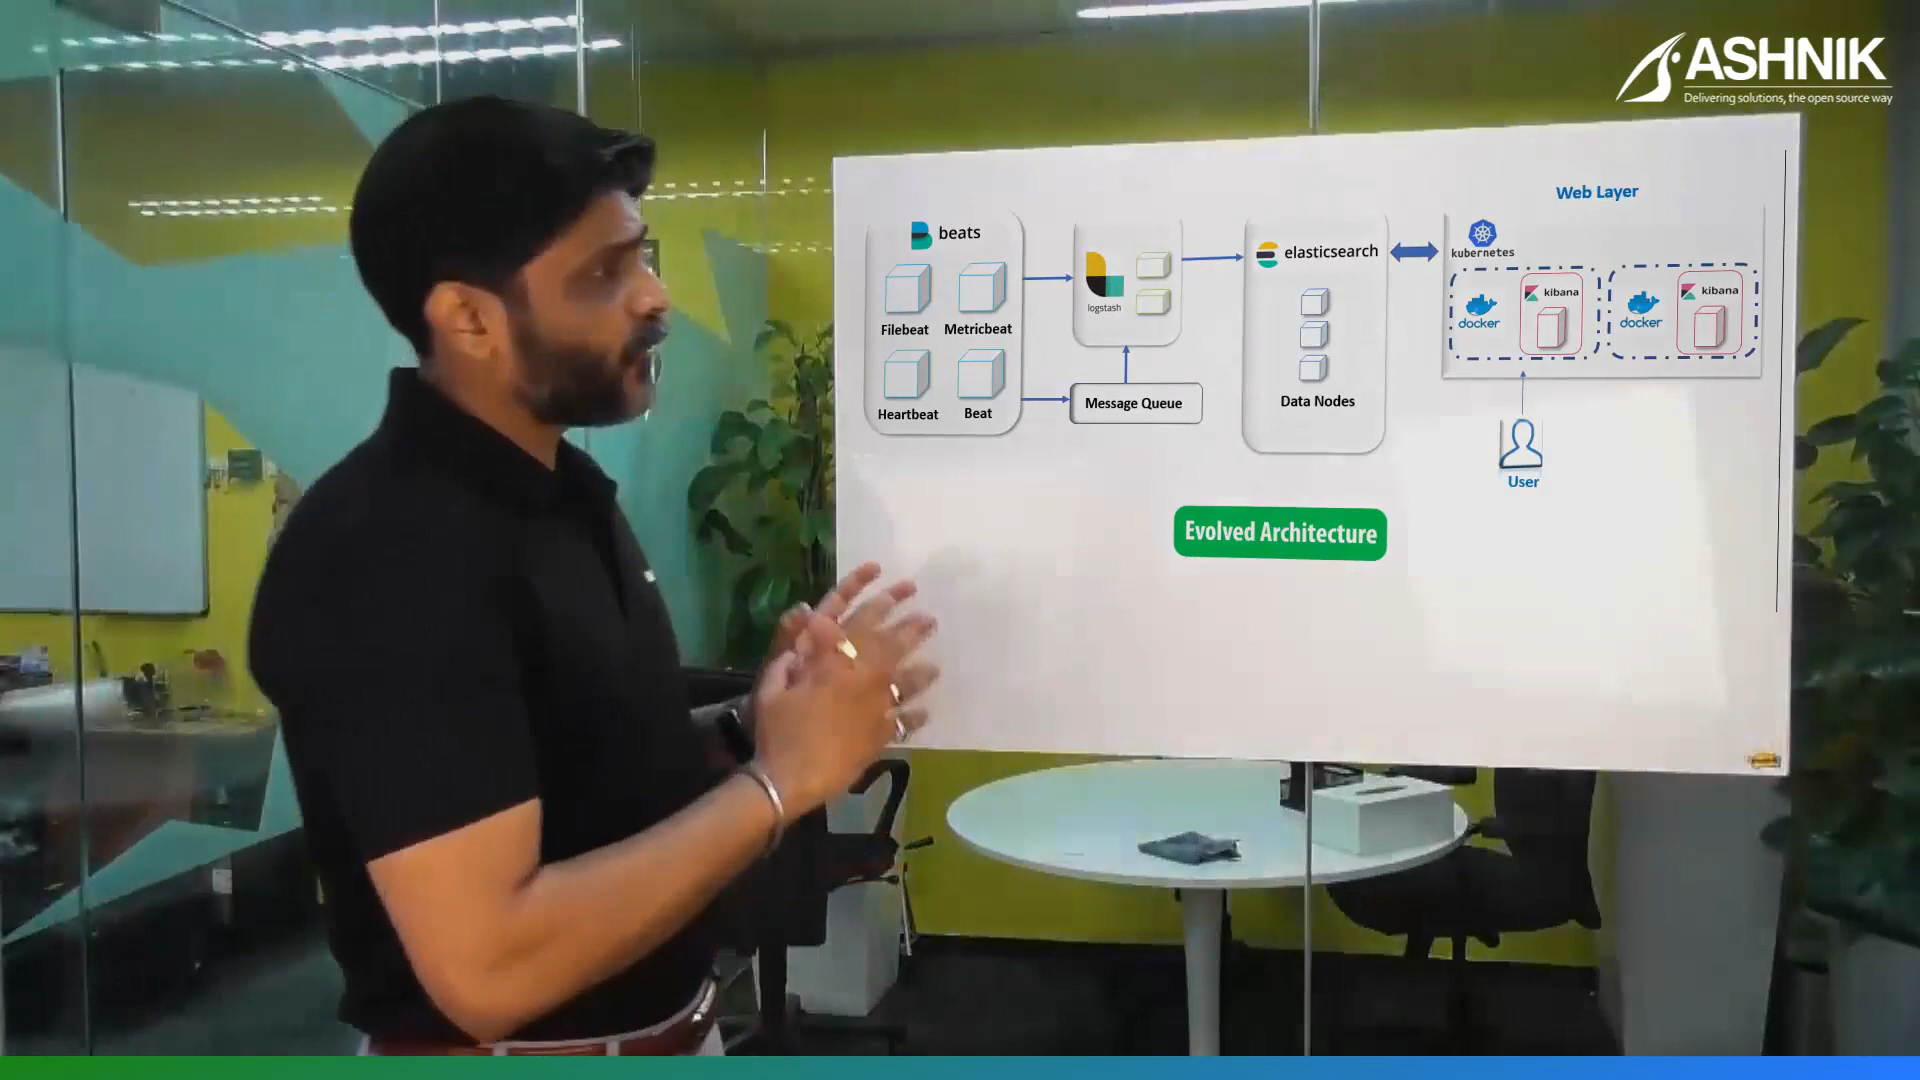 ASHNIK
Delivering solutions, the open source way
Web Layer
beats
Filebeat
Metricbeat
Heartbeat
Beat
logstash
Message Queue
elasticsearch
Data Nodes
kubernetes
docker
kibana
docker
kibana
User
Evolved Architecture